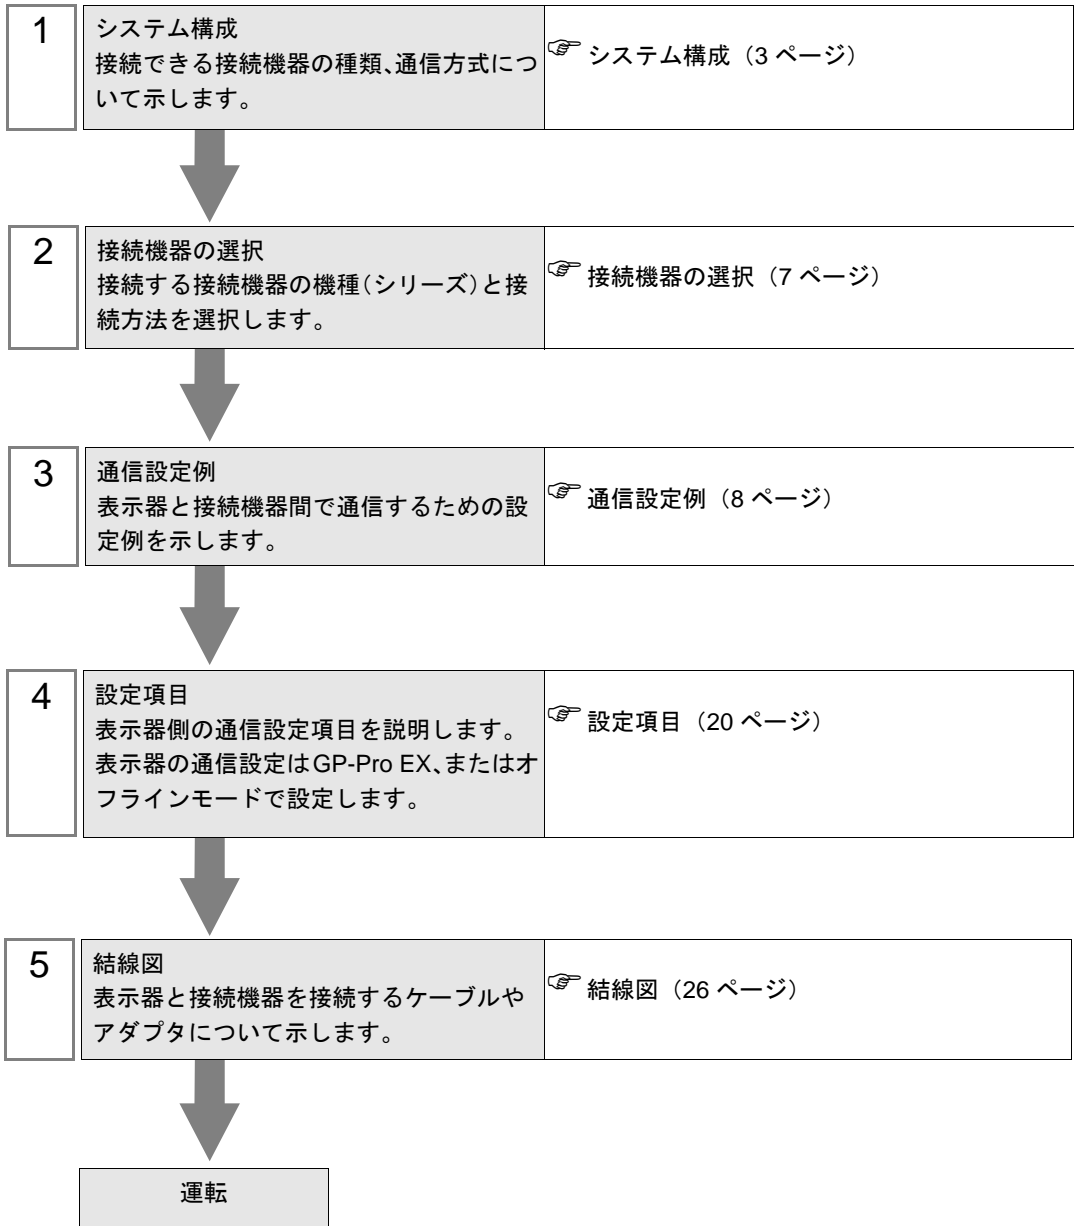 1
システム構成
接続できる接続機器の種類、通信方式につ
いて示します。
☞ システム構成（3 ページ）
2
接続機器の選択
接続する接続機器の機種（シリーズ）と接
続方法を選択します。
☞ 接続機器の選択（7 ページ）
3
通信設定例
表示器と接続機器間で通信するための設
定例を示します。
☞ 通信設定例（8 ページ）
4
設定項目
表示器側の通信設定項目を説明します。
表示器の通信設定はGP-Pro EX、またはオ
フラインモードで設定します。
☞ 設定項目（20 ページ）
5
結線図
表示器と接続機器を接続するケーブルや
アダプタについて示します。
☞ 結線図（26 ページ）
運転